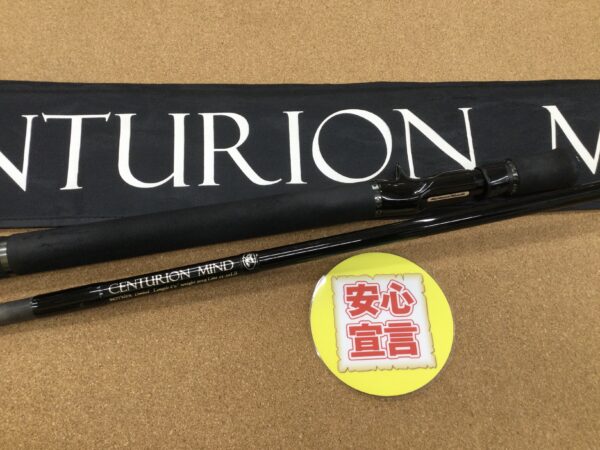 NTURION M
CENTURION MIND
安心
宣言